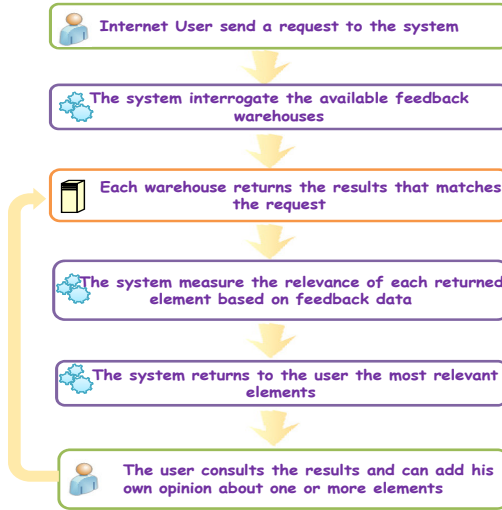 Internet User send a request to the system
The system interrogate the available feedback
warehouses
Each warehouse returns the results that matches
the request
The system measure the relevance of each returned
element based on feedback data
The system returns to the user the most relevant
elements
The user consults the results and can add his
own opinion about one or more elements